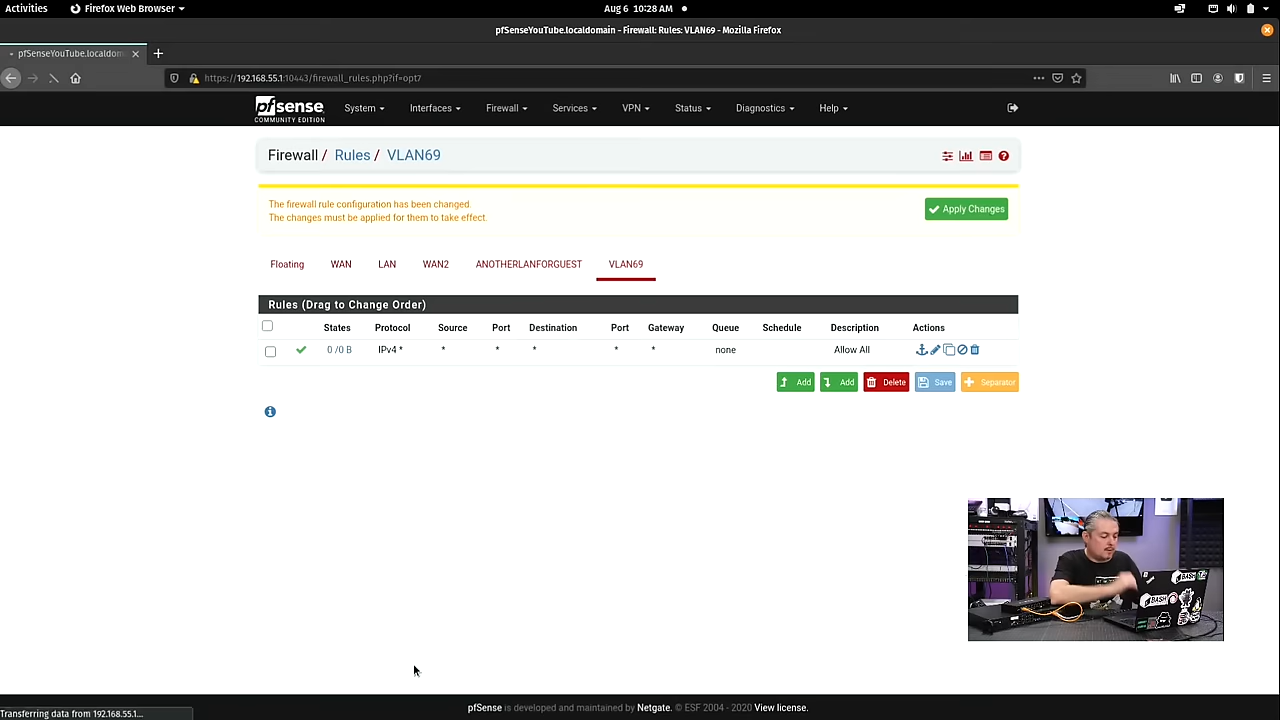 Activities
Firefox Web Browser
Aug 6 10:28 AM
pfSenseYouTube.localdomain - Firewall: Rules: VLAN69 - Mozilla Firefox
pfSenseYouTube.localdom
https://192.168.55.1:10443/firewall_rules.php?if=opt7
pfsense
COMMUNITY EDITION
System
Interfaces
Firewall
Services
VPN
Status
Diagnostics
Help
Firewall / Rules / VLAN69
The firewall rule configuration has been changed.
The changes must be applied for them to take effect.
Apply Changes
Floating WAN LAN WAN2 ANOTHERLANFORGUEST VLAN69
Rules (Drag to Change Order)
States Protocol Source Port Destination Port Gateway Queue Schedule Description Actions
0 /0 B IPv4 * * * * * * none Allow All
Add Add Delete Save Separator
BASH
BASH
pfSense is developed and maintained by Netgate. © ESF 2004 - 2020 View license.
Transferring data from 192.168.55.1...